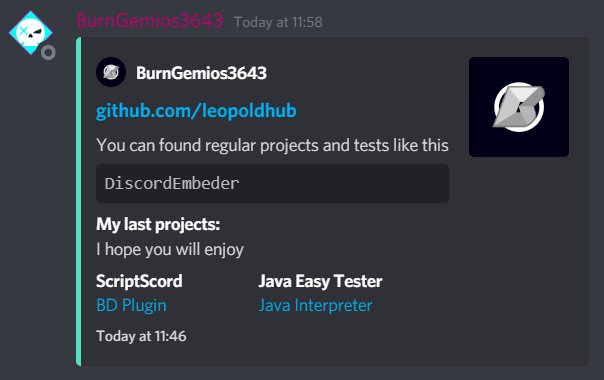 BurnGemios3643 Today at 11:58
BurnGemios3643
github.com/leopoldhub
You can found regular projects and tests like this
DiscordEmbeder
My last projects:
I hope you will enjoy
ScriptScord Java Easy Tester
BD Plugin Java Interpreter
Today at 11:46